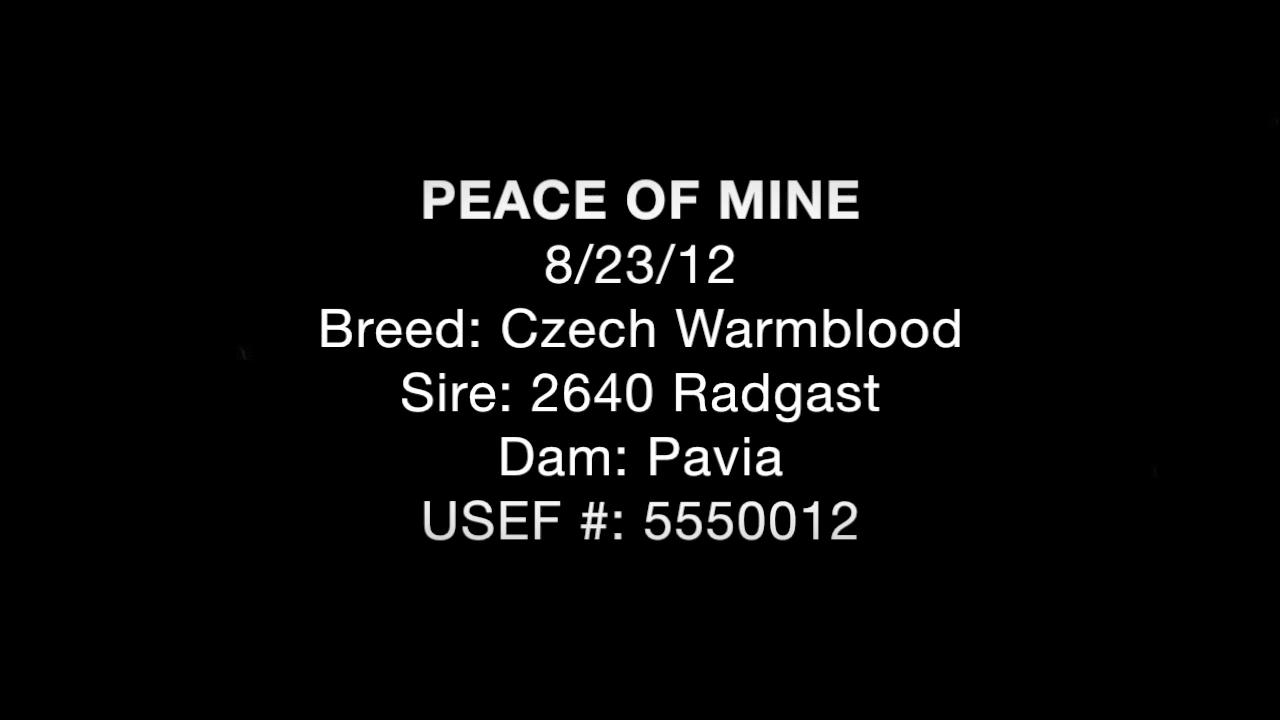 PEACE OF MINE
8/23/12
Breed: Czech Warmblood
Sire: 2640 Radgast
Dam: Pavia
USEF #: 5550012